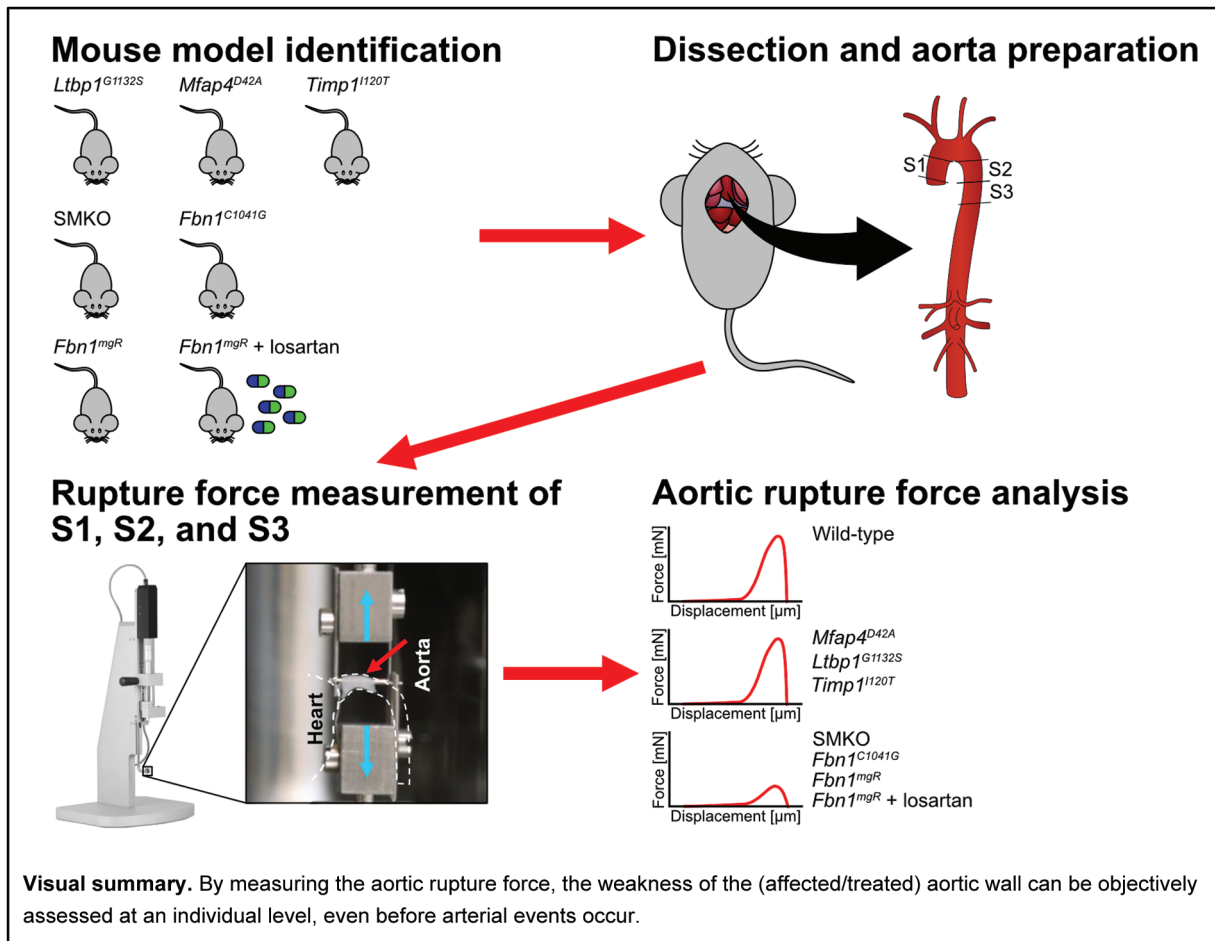 Mouse model identification
Ltbp1G1132S Mfap4D42A Timp1I120T
SMKO Fbn1C1041G
Fbn1mgR Fbn1mgR + losartan
Dissection and aorta preparation
S1
S2
S3
Rupture force measurement of
S1, S2, and S3
Heart
Aorta
Aortic rupture force analysis
Force [mN]
Displacement [µm]
Wild-type
Force [mN]
Displacement [µm]
Mfap4D42A
Ltbp1G1132S
Timp1I120T
Force [mN]
Displacement [µm]
SMKO
Fbn1C1041G
Fbn1mgR
Fbn1mgR + losartan
Visual summary. By measuring the aortic rupture force, the weakness of the (affected/treated) aortic wall can be objectively
assessed at an individual level, even before arterial events occur.